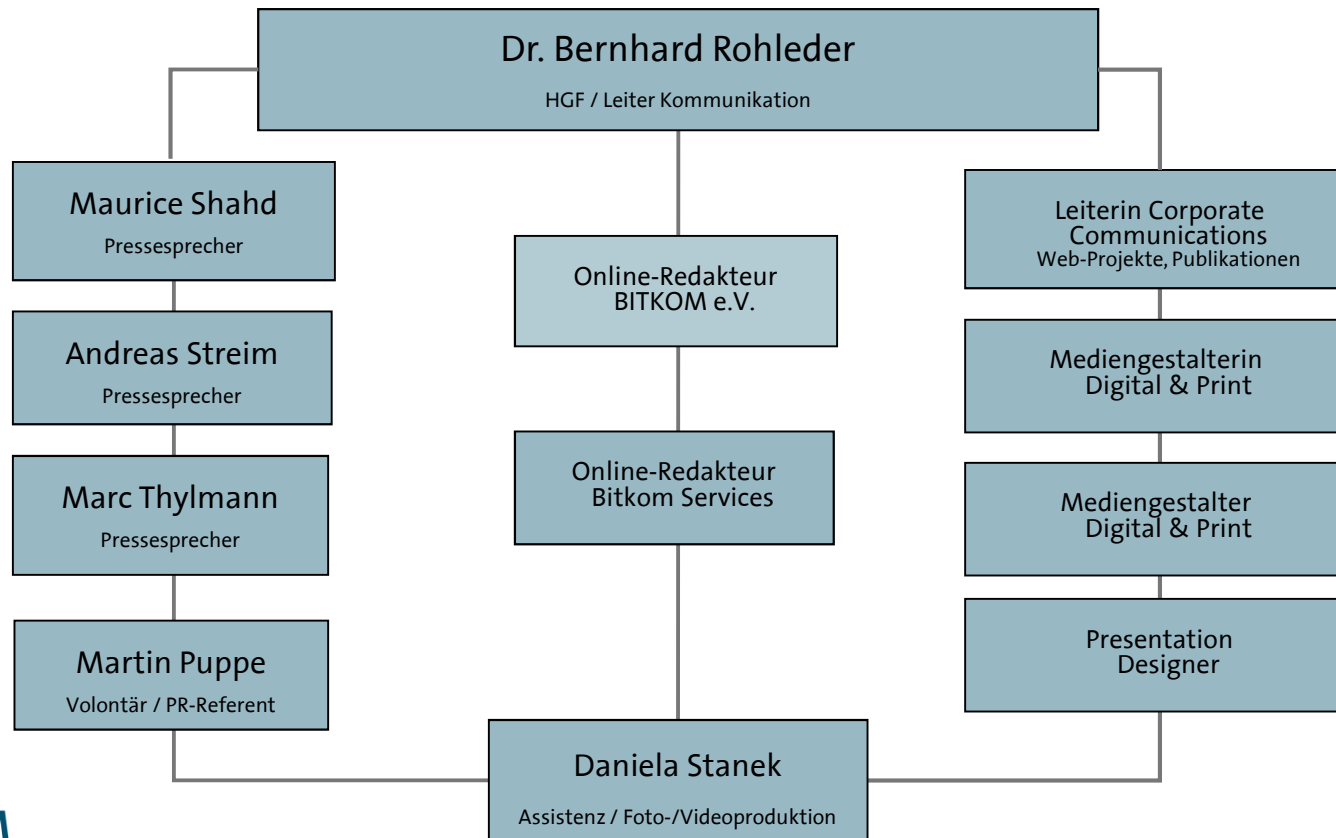 Dr. Bernhard Rohleder
HGF / Leiter Kommunikation
Maurice Shahd
Pressesprecher
Andreas Streim
Pressesprecher
Marc Thylmann
Pressesprecher
Martin Puppe
Volontär / PR-Referent
Online-Redakteur
BITKOM e.V.
Online-Redakteur
Bitkom Services
Leiterin Corporate
Communications
Web-Projekte, Publikationen
Mediengestalterin
Digital & Print
Mediengestalter
Digital & Print
Presentation
Designer
Daniela Stanek
Assistenz / Foto-/Videoproduktion